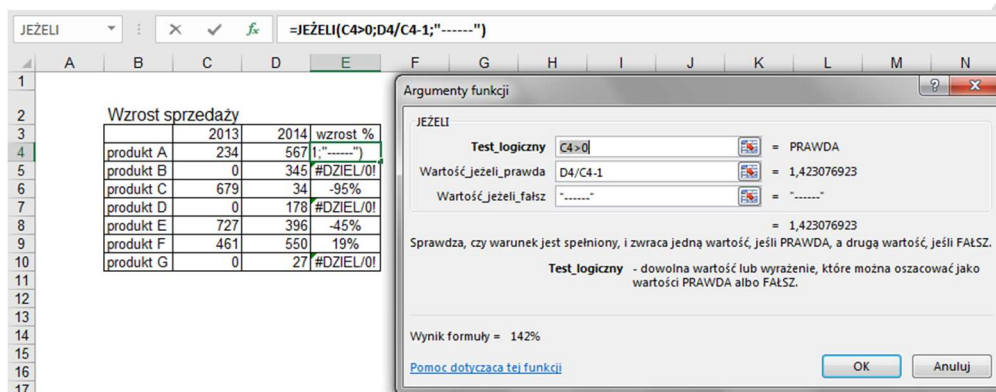 JEŻELI fx =JEŻELI(C4>0;D4/C4-1;"------")
A B C D E F G H I J K L M N
1
2 Wzrost sprzedaży
3 2013 2014 wzrost %
4 produkt A 234 567 1;"------")
5 produkt B 0 345 #DZIEL/0!
6 produkt C 679 34 -95%
7 produkt D 0 178 #DZIEL/0!
8 produkt E 727 396 -45%
9 produkt F 461 550 19%
10 produkt G 0 27 #DZIEL/0!
11
12
13
14
15
16
17
Argumenty funkcji ? X
JEŻELI
Test_logiczny C4>0 = PRAWDA
Wartość_jeżeli_prawda D4/C4-1 = 1,423076923
Wartość_jeżeli_fałsz "------" = "------"
= 1,423076923
Sprawdza, czy warunek jest spełniony, i zwraca jedną wartość, jeśli PRAWDA, a drugą wartość, jeśli FAŁSZ.
Test_logiczny - dowolna wartość lub wyrażenie, które można oszacować jako
wartości PRAWDA albo FAŁSZ.
Wynik formuły = 142%
Pomoc dotycząca tej funkcji OK Anuluj